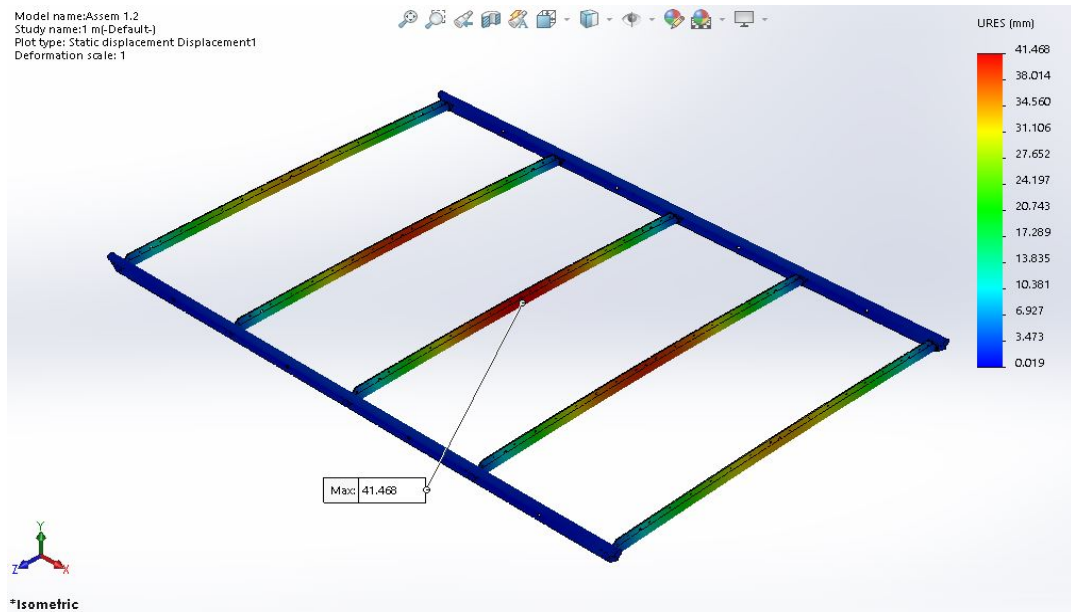 Model name:Assem 1.2
Study name:1 m(-Default-)
Plot type: Static displacement Displacement1
Deformation scale: 1
URES (mm)
41.468
38.014
34.560
31.106
27.652
24.197
20.743
17.289
13.835
10.381
6.927
3.473
0.019
Max: 41.468
Y
Z
X
*Isometric